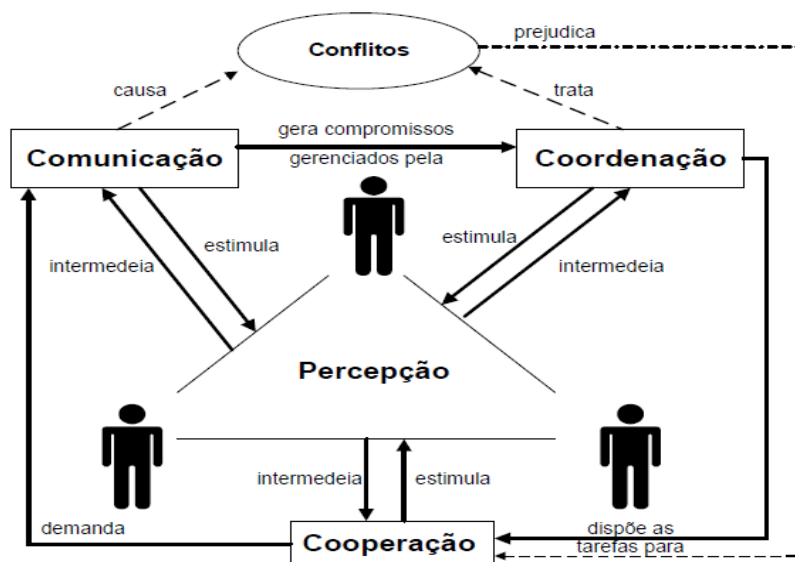 prejudica
Conflitos
causa
trata
gera compromissos
Comunicação
Coordenação
gerenciados pela
estimula
estimula
intermedeia
intermedeia
Percepção
intermedeia
estimula
demanda
dispõe as
Cooperação
tarefas para